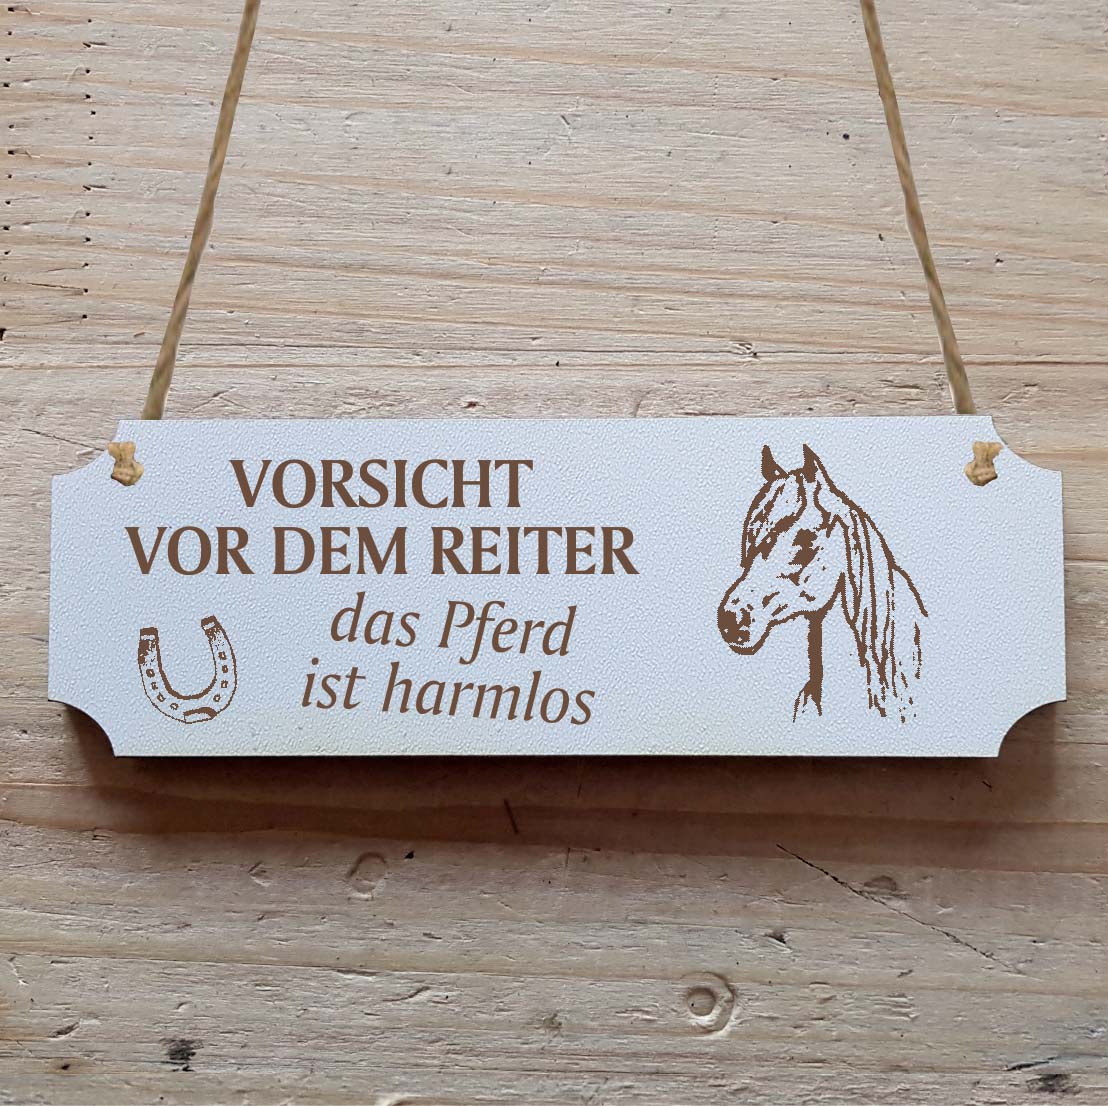 VORSICHT
VOR DEM REITER
das Pferd
ist harmlos